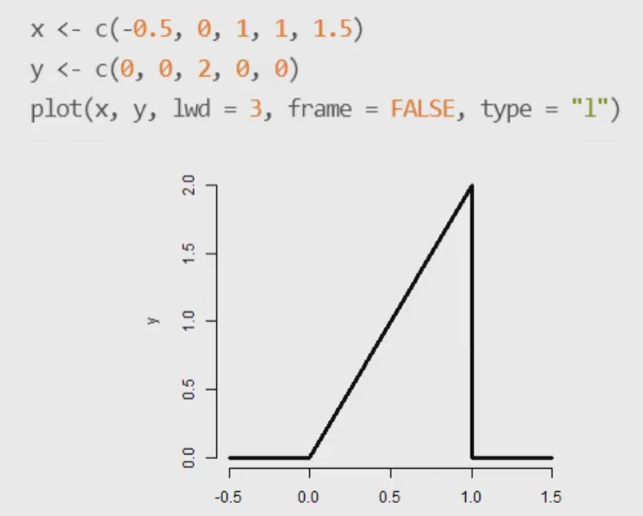 x <- c(-0.5, 0, 1, 1, 1.5)
y <- c(0, 0, 2, 0, 0)
plot(x, y, lwd = 3, frame = FALSE, type = "l")
2.0
1.5
1.0
0.5
0.0
y
-0.5 0.0 0.5 1.0 1.5